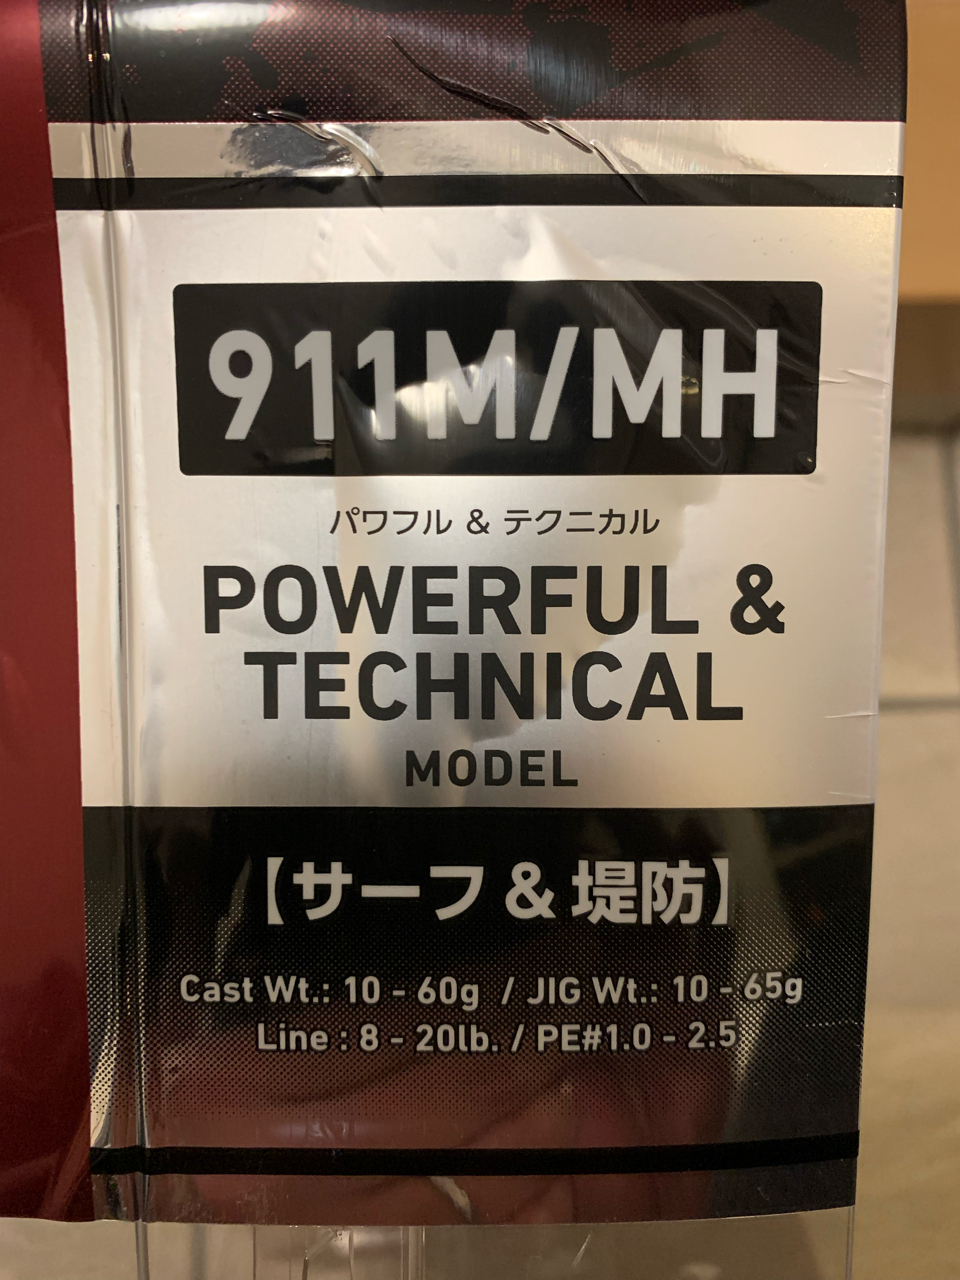 911M/MH
パワフル & テクニカル
POWERFUL &
TECHNICAL
MODEL
【サーフ & 堤防】
Cast Wt.: 10 - 60g / JIG Wt.: 10 - 65g
Line : 8 - 20lb. / PE#1.0 - 2.5